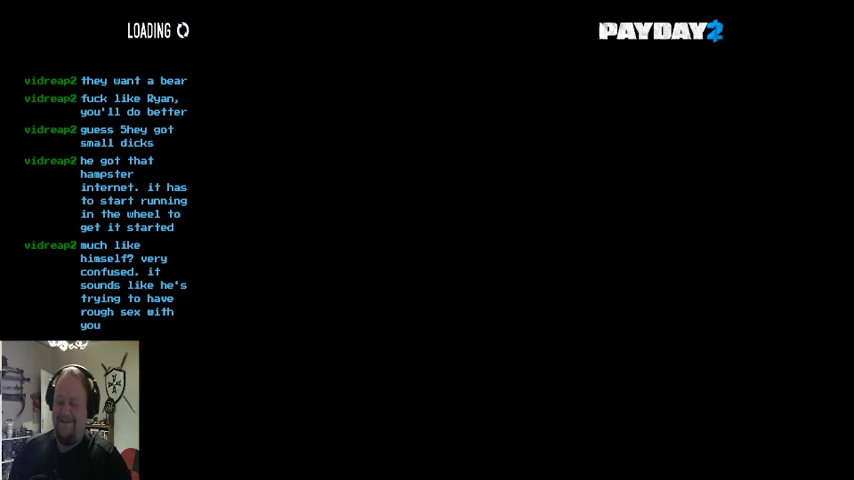 LOADING
PAYDAY2
vidreap2 they want a bear
vidreap2 fuck like Ryan,
you'll do better
vidreap2 guess 5hey got
small dicks
vidreap2 he got that
hampster
internet. it has
to start running
in the wheel to
get it started
vidreap2 much like
himself? very
confused. it
sounds like he's
trying to have
rough sex with
you